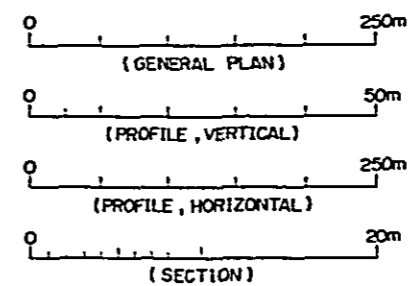 0 250m
(GENERAL PLAN)
0 50m
(PROFILE, VERTICAL)
0 250m
(PROFILE, HORIZONTAL)
0 20m
(SECTION)